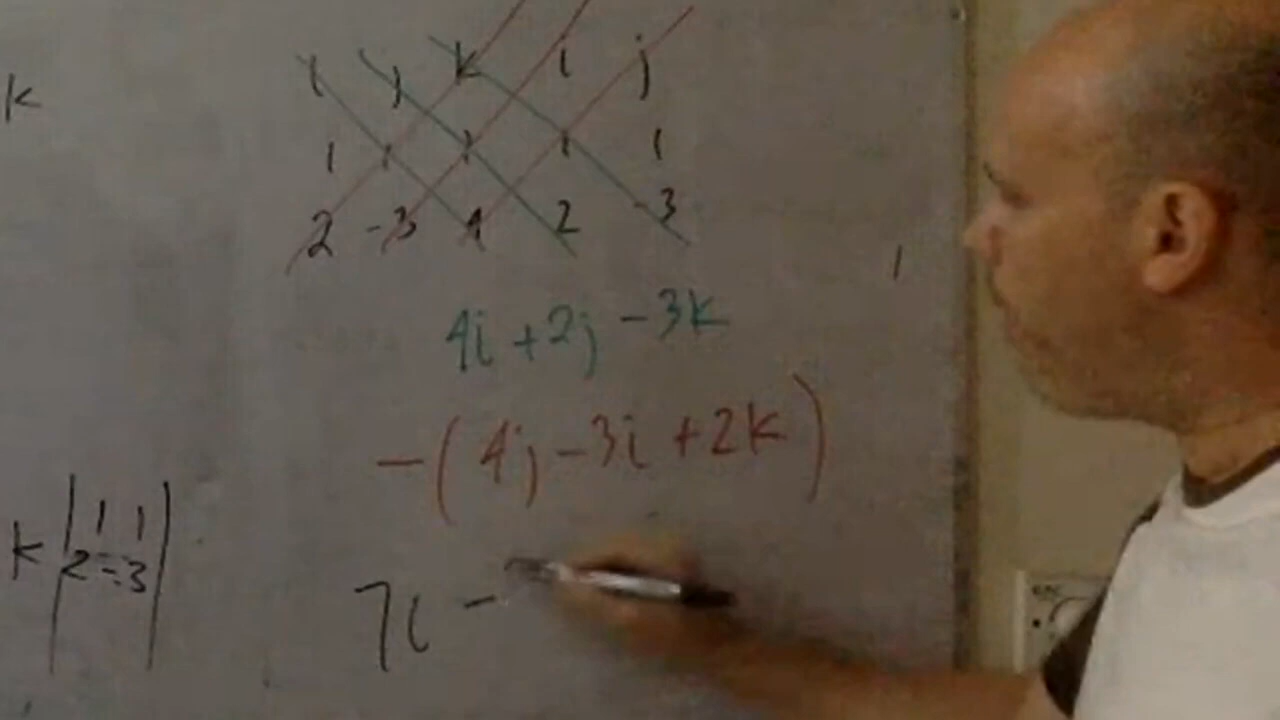 k
i j k i j
1 1 1 1 1
2 -3 4 2 -3
1
4i + 2j - 3k
-(4j - 3i + 2k)
k | 1 1 |
2 -3
7i -